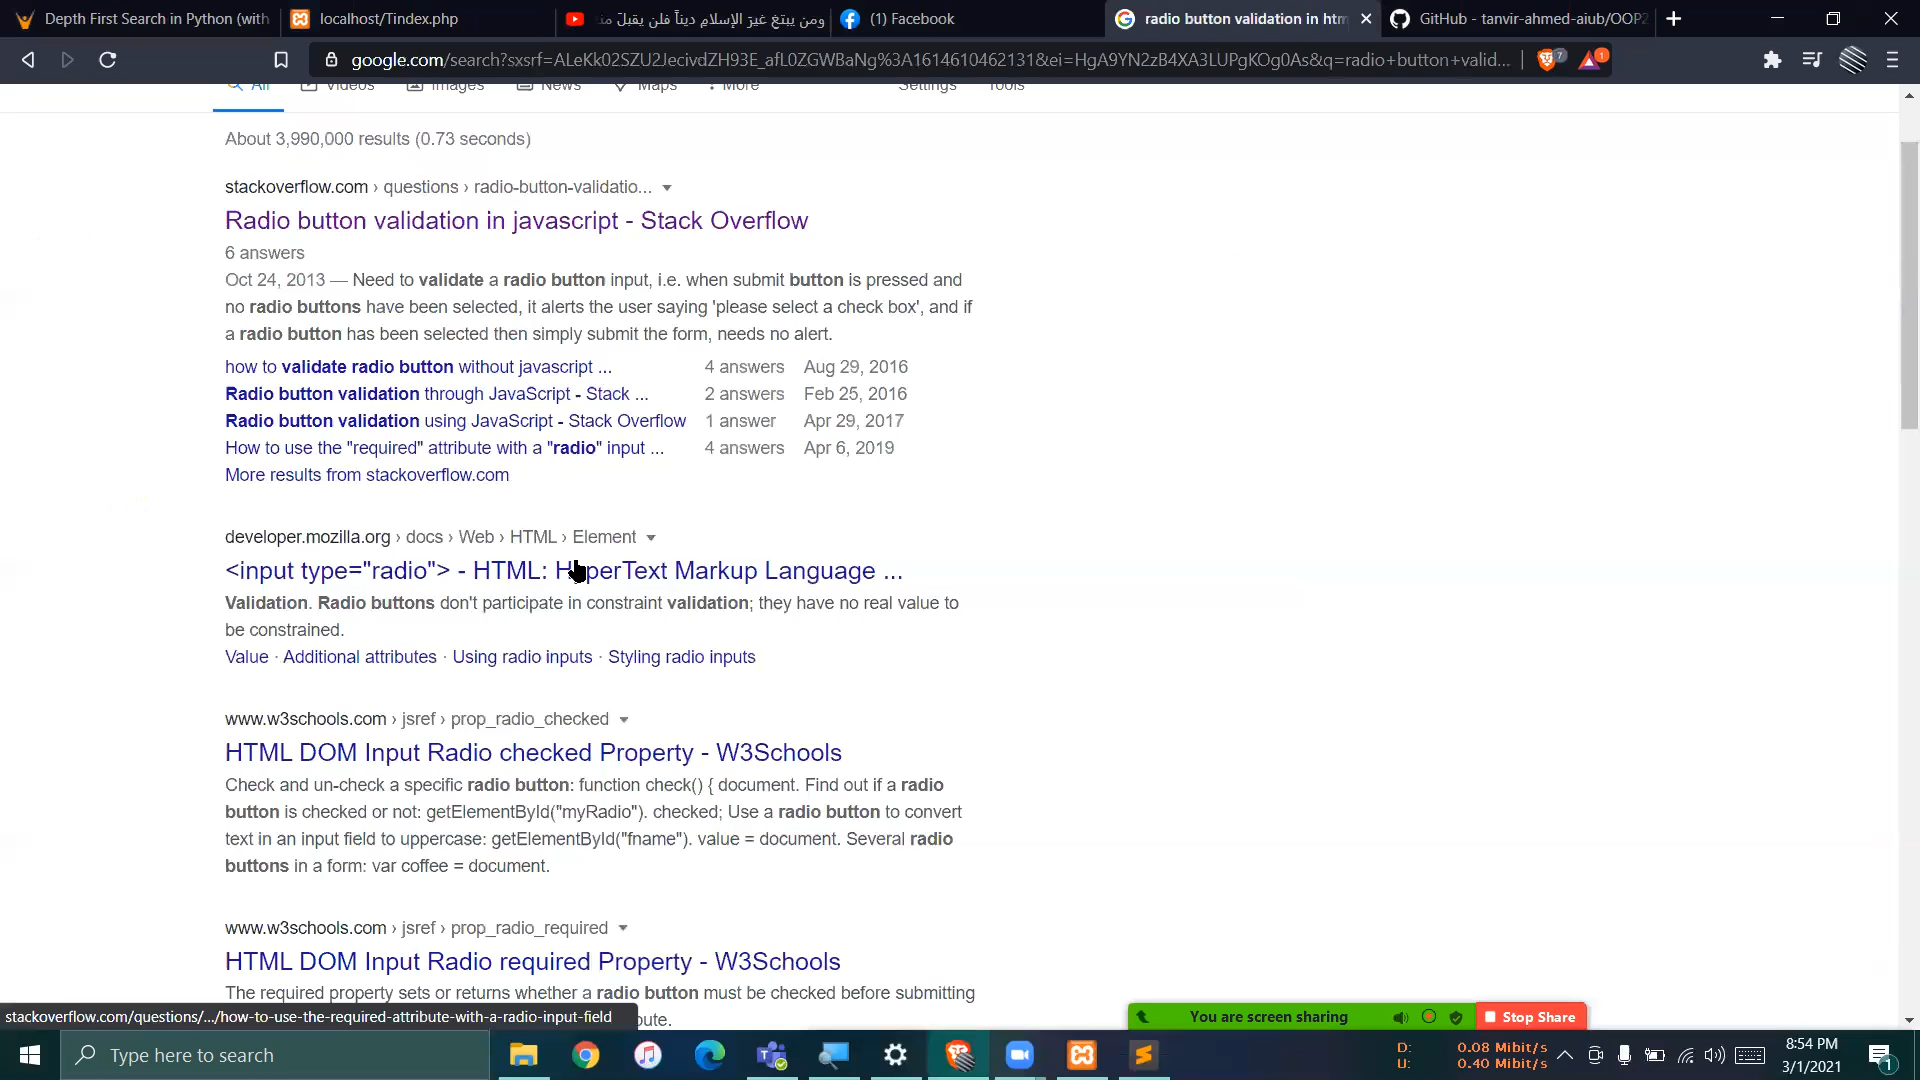 Depth First Search in Python (with
localhost/Tindex.php
ومن يبتغ غيرَ الإسلامِ ديناً فلن يقبلَ منـ
(1) Facebook
radio button validation in htm
GitHub - tanvir-ahmed-aiub/OOP2
google.com/search?sxsrf=ALeKk02SZU2JecivdZH93E_afL0ZGWBaNg%3A1614610462131&ei=HgA9YN2zB4XA3LUPgKOg0As&q=radio+button+valid...
7
1
All
Videos
Images
News
Maps
More
Settings
Tools
About 3,990,000 results (0.73 seconds)
stackoverflow.com › questions › radio-button-validatio...
Radio button validation in javascript - Stack Overflow
6 answers
Oct 24, 2013 — Need to validate a radio button input, i.e. when submit button is pressed and
no radio buttons have been selected, it alerts the user saying 'please select a check box', and if
a radio button has been selected then simply submit the form, needs no alert.
how to validate radio button without javascript ... 4 answers Aug 29, 2016
Radio button validation through JavaScript - Stack ... 2 answers Feb 25, 2016
Radio button validation using JavaScript - Stack Overflow 1 answer Apr 29, 2017
How to use the "required" attribute with a "radio" input ... 4 answers Apr 6, 2019
More results from stackoverflow.com
developer.mozilla.org › docs › Web › HTML › Element
<input type="radio"> - HTML: HyperText Markup Language ...
Validation. Radio buttons don't participate in constraint validation; they have no real value to
be constrained.
Value · Additional attributes · Using radio inputs · Styling radio inputs
www.w3schools.com › jsref › prop_radio_checked
HTML DOM Input Radio checked Property - W3Schools
Check and un-check a specific radio button: function check() { document. Find out if a radio
button is checked or not: getElementById("myRadio"). checked; Use a radio button to convert
text in an input field to uppercase: getElementById("fname"). value = document. Several radio
buttons in a form: var coffee = document.
www.w3schools.com › jsref › prop_radio_required
HTML DOM Input Radio required Property - W3Schools
The required property sets or returns whether a radio button must be checked before submitting
bute.
stackoverflow.com/questions/.../how-to-use-the-required-attribute-with-a-radio-input-field
You are screen sharing
Stop Share
Type here to search
D: 0.08 Mibit/s
U: 0.40 Mibit/s
8:54 PM
3/1/2021
1